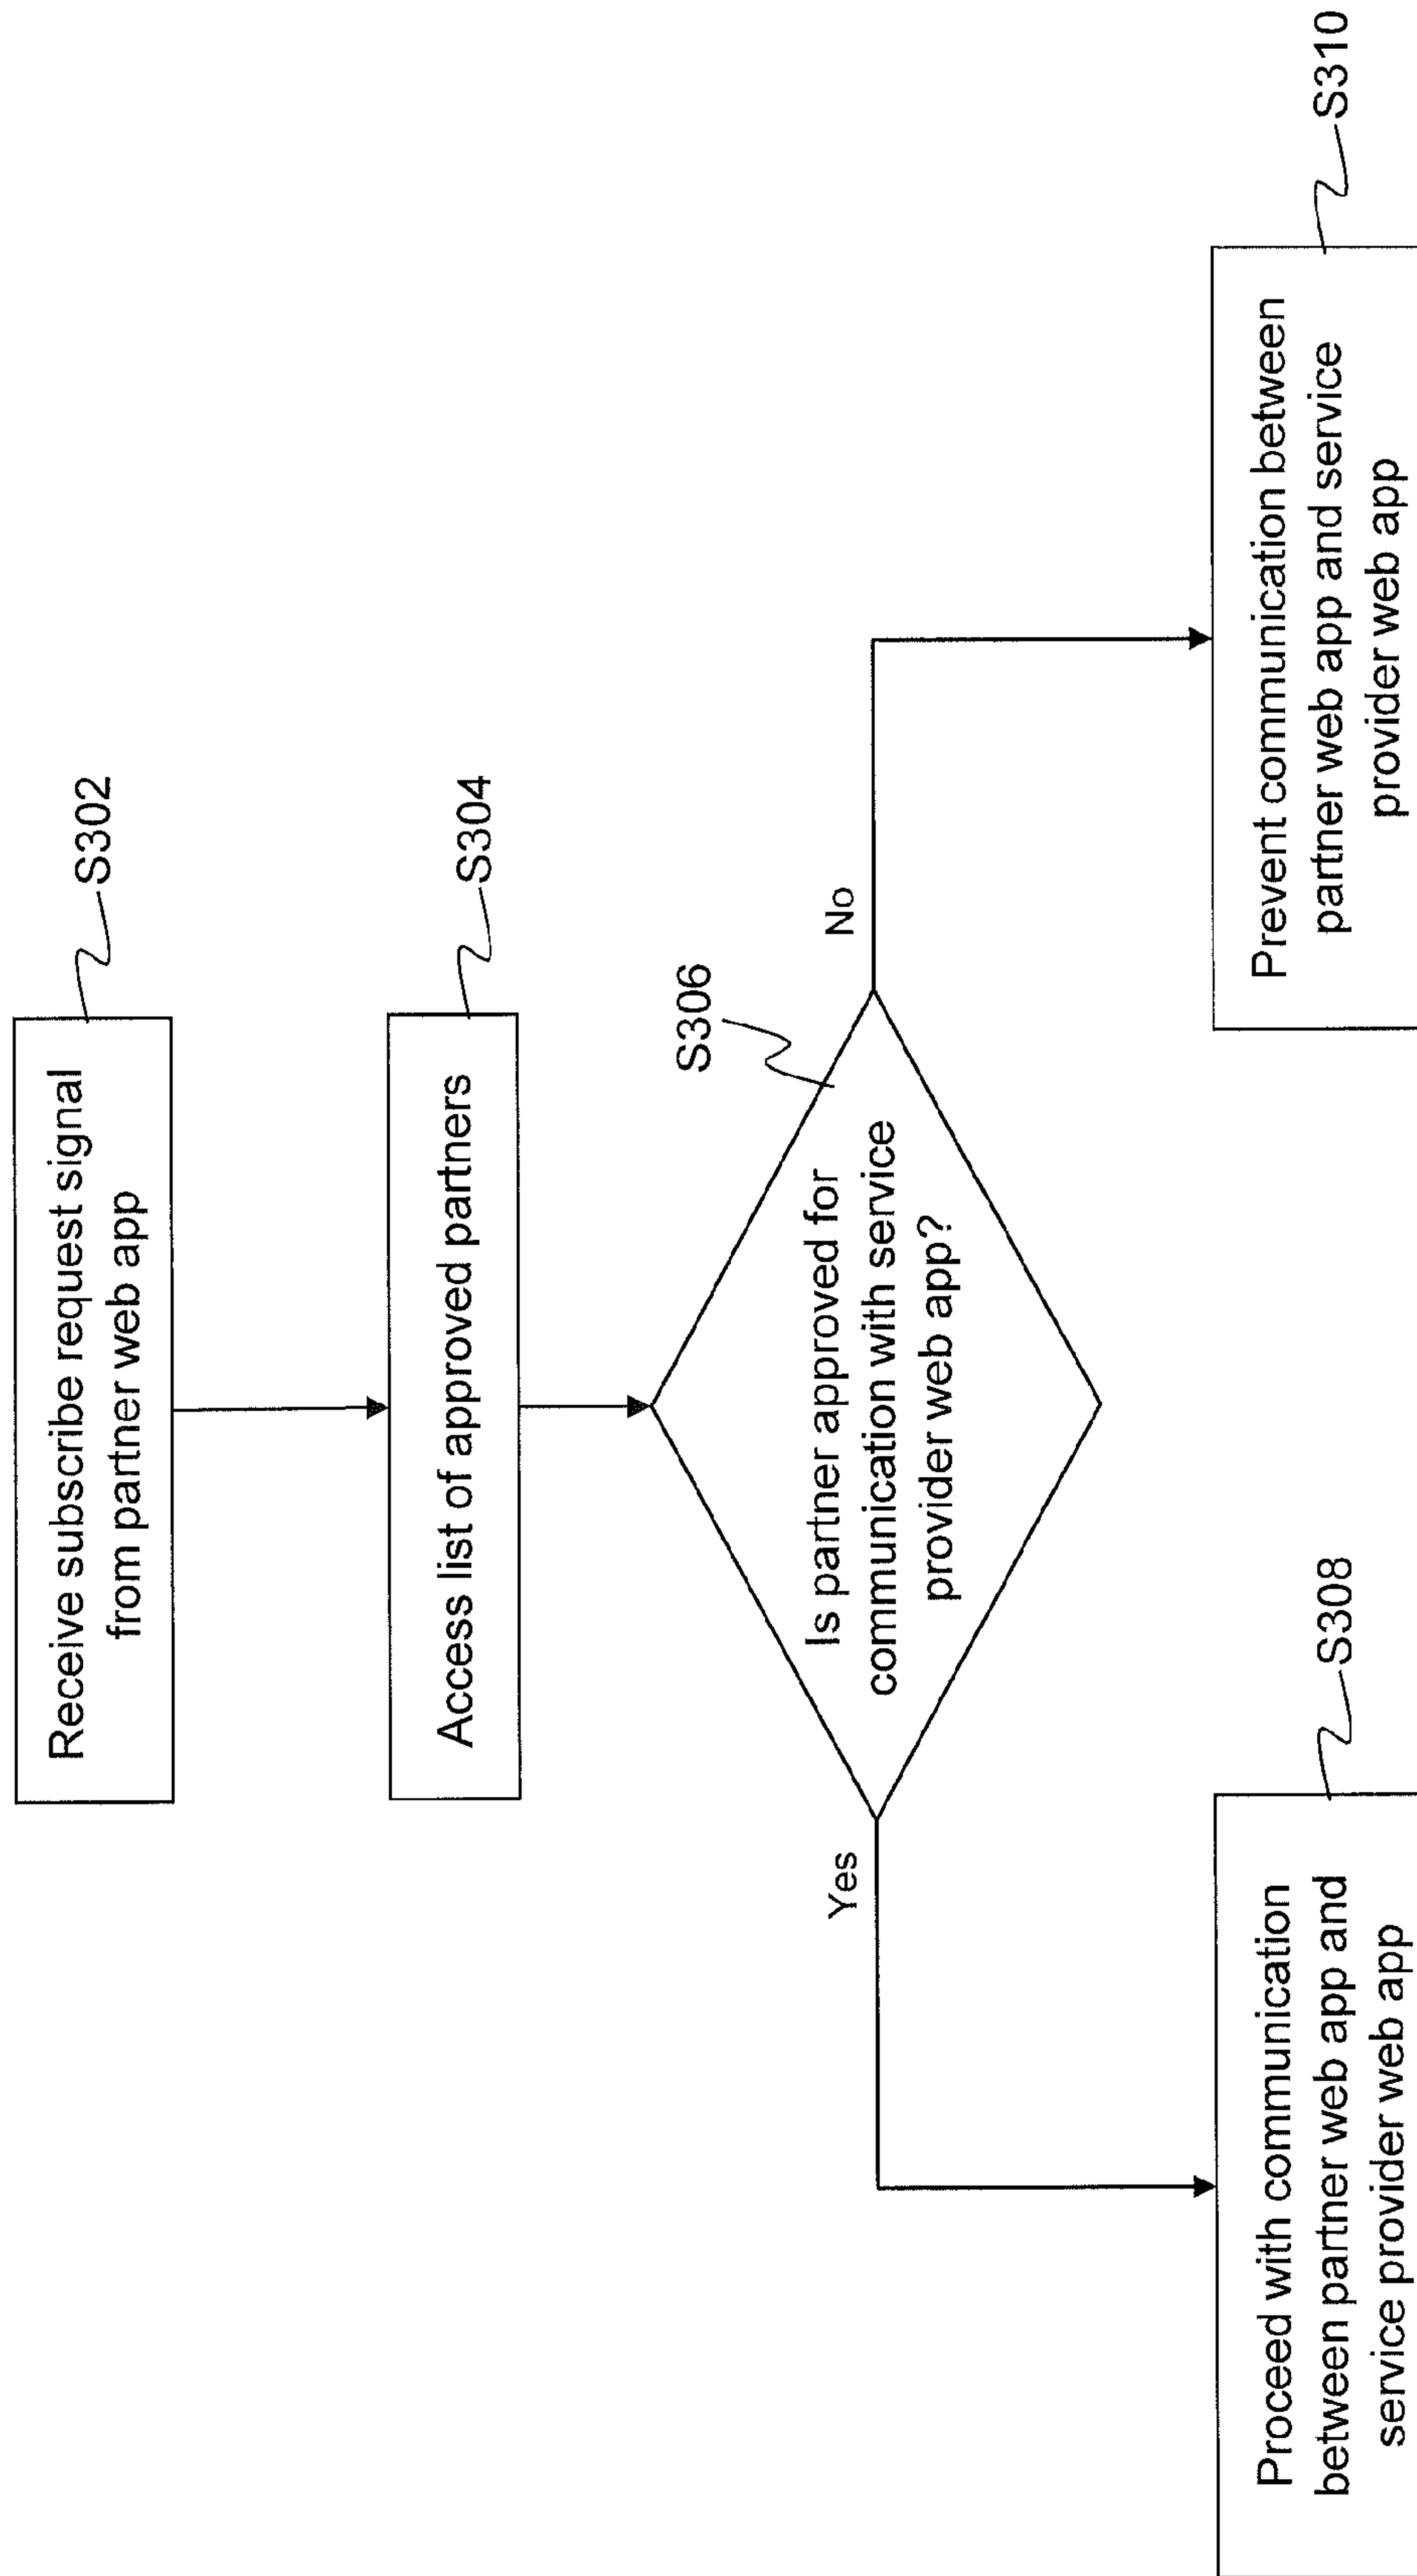 Receive subscribe request signal
from partner web app
S302
Access list of approved partners
S304
S306
Is partner approved for
communication with service
provider web app?
Yes
No
Proceed with communication
between partner web app and
service provider web app
S308
Prevent communication between
partner web app and service
provider web app
S310